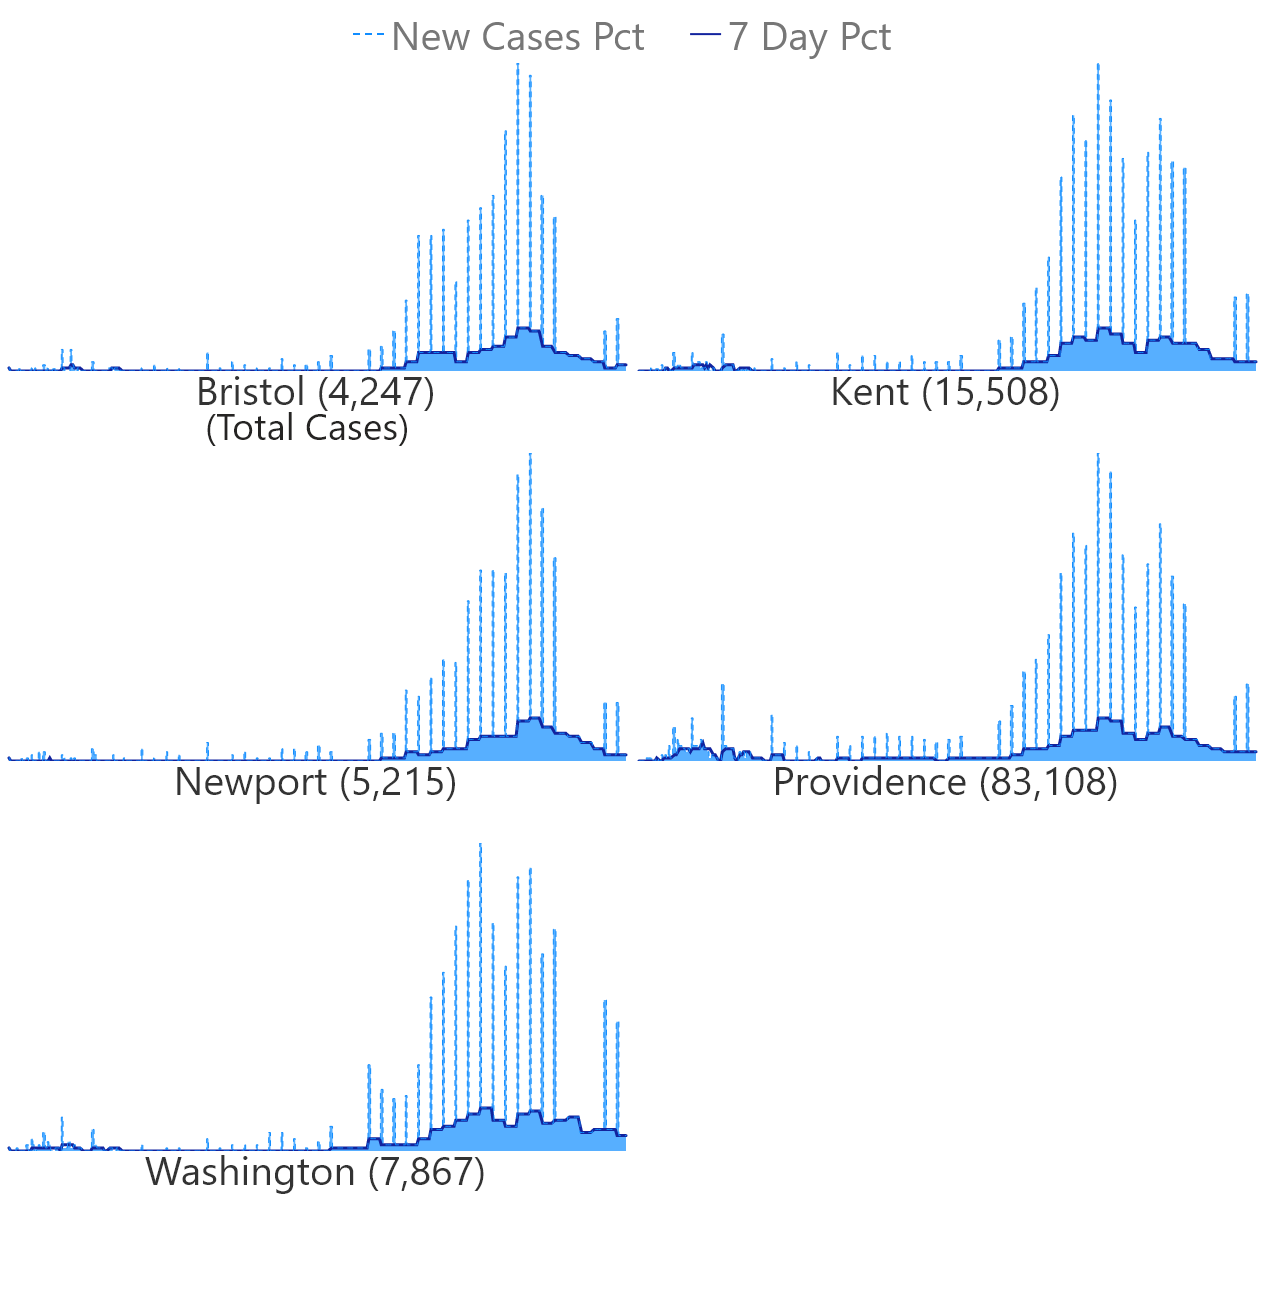 New Cases Pct 7 Day Pct
Bristol (4,247)
(Total Cases)
Kent (15,508)
Newport (5,215)
Providence (83,108)
Washington (7,867)